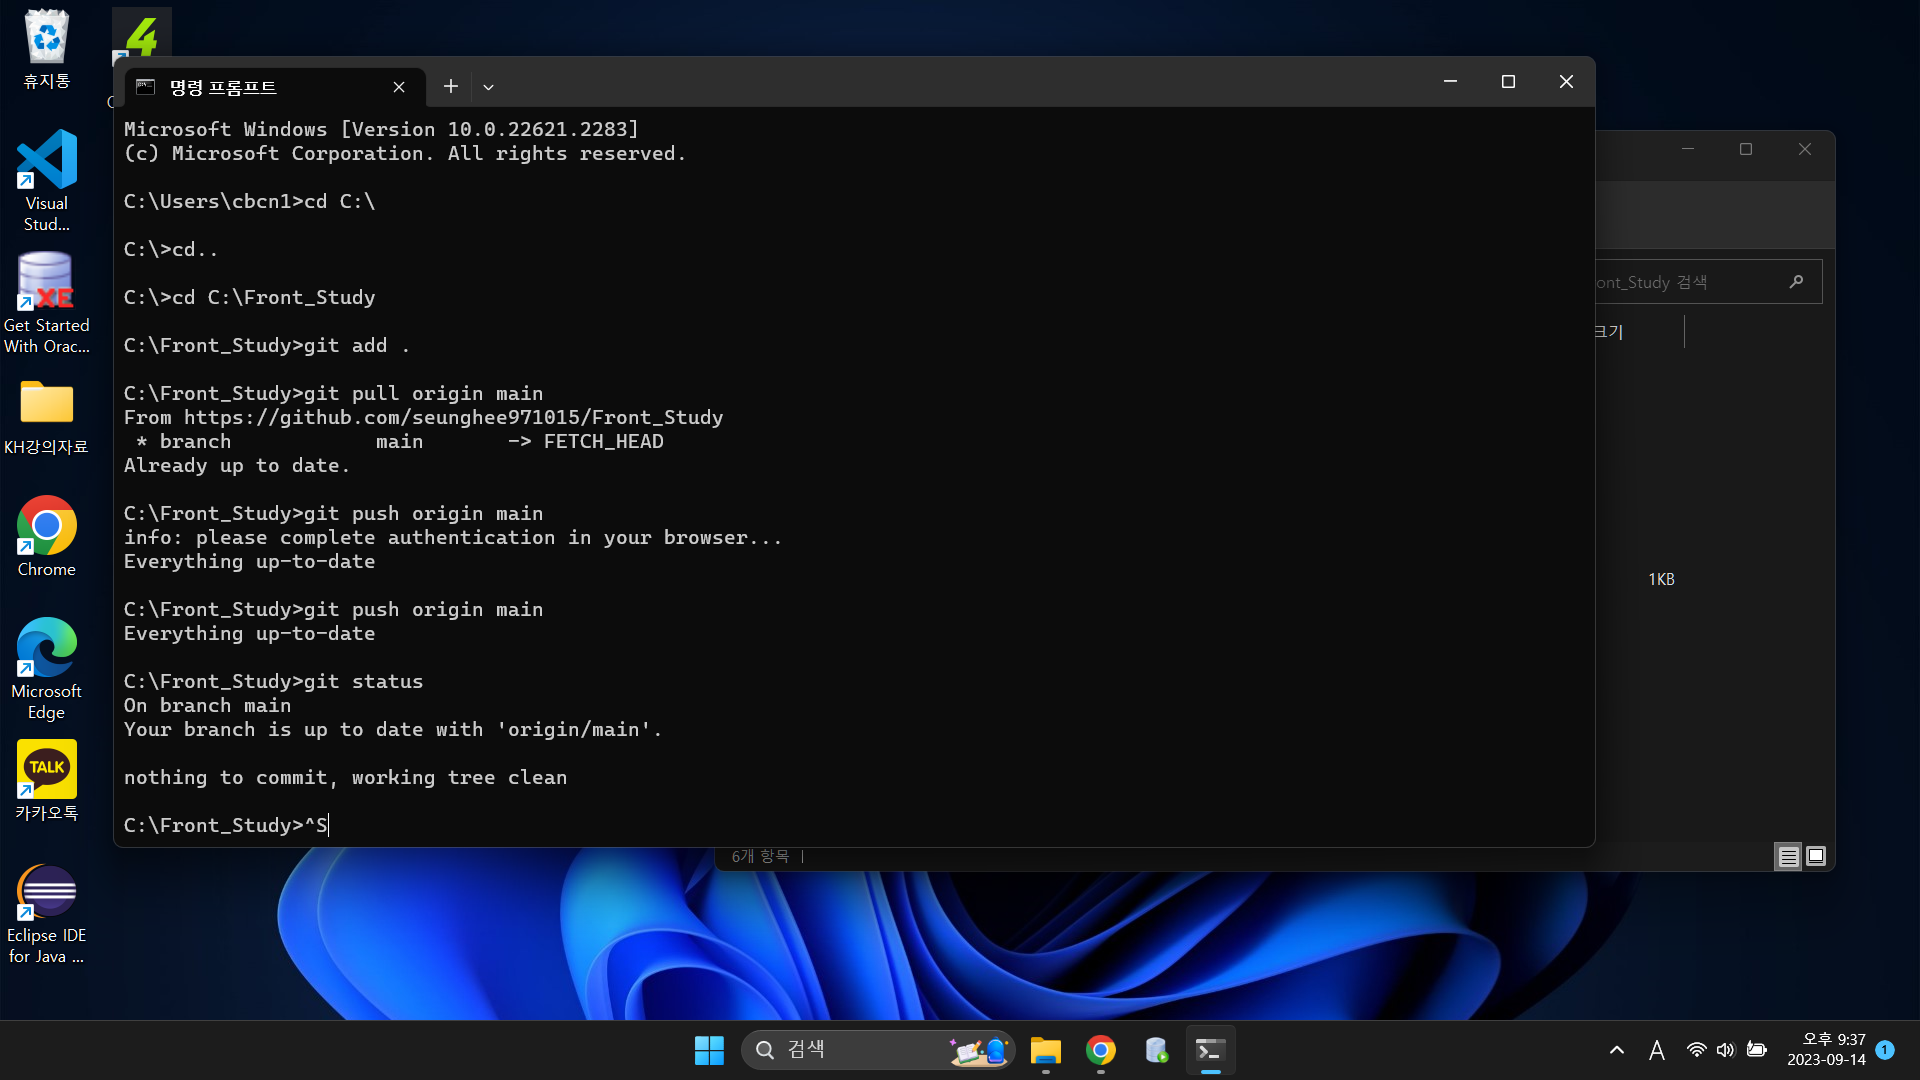 휴지통
명령 프롬프트
Microsoft Windows [Version 10.0.22621.2283]
(c) Microsoft Corporation. All rights reserved.
C:\Users\cbcn1>cd C:\
C:\>cd..
C:\>cd C:\Front_Study
C:\Front_Study>git add .
C:\Front_Study>git pull origin main
From https://github.com/seunghee971015/Front_Study
 * branch            main       -> FETCH_HEAD
Already up to date.
C:\Front_Study>git push origin main
info: please complete authentication in your browser...
Everything up-to-date
C:\Front_Study>git push origin main
Everything up-to-date
C:\Front_Study>git status
On branch main
Your branch is up to date with 'origin/main'.
nothing to commit, working tree clean
C:\Front_Study>^S
Visual
Stud...
XE
Get Started
With Orac...
KH강의자료
Chrome
Microsoft
Edge
TALK
카카오톡
Eclipse IDE
for Java ...
ont_Study 검색
크기
1KB
6개 항목
검색
A
오후 9:37
2023-09-14
1